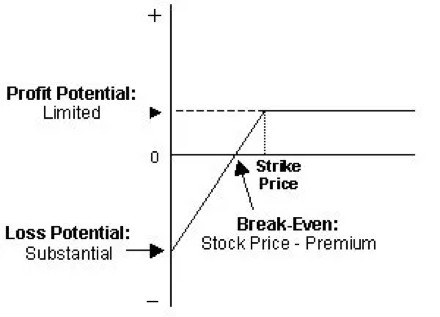 +
Profit Potential:
Limited
0
Strike
Price
Break-Even:
Stock Price - Premium
Loss Potential:
Substantial
–